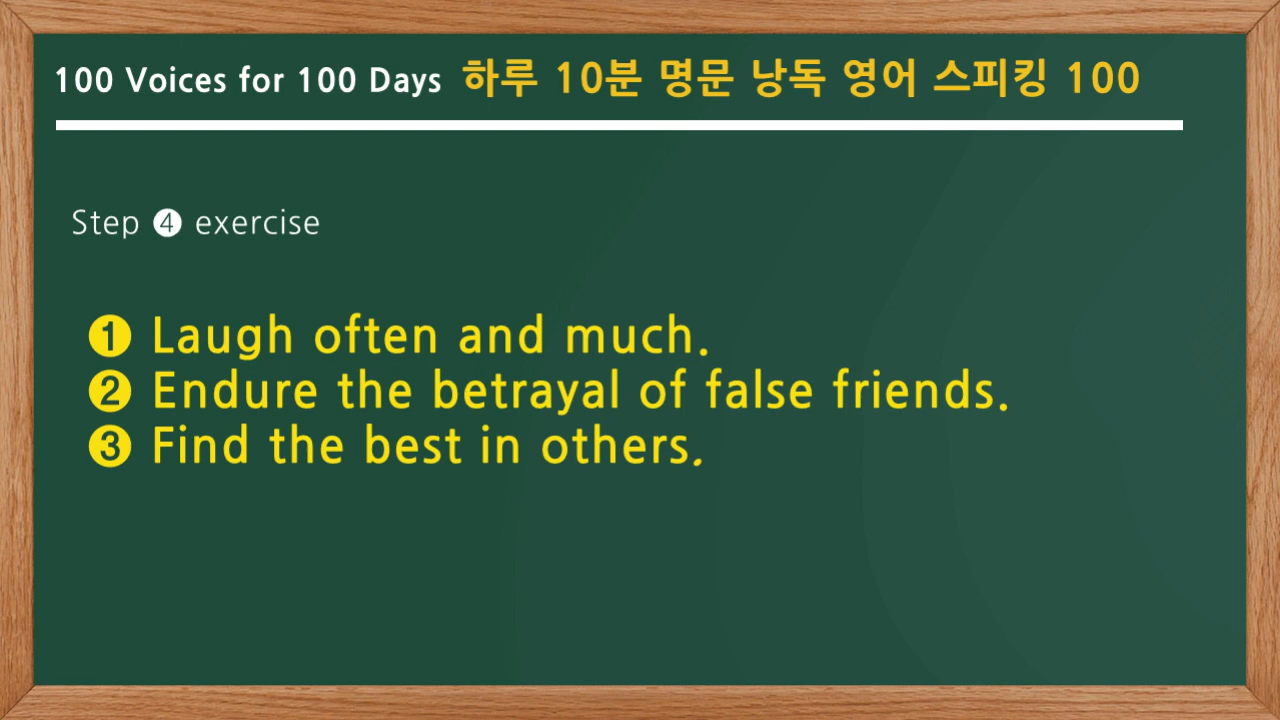 100 Voices for 100 Days 하루 10분 명문 낭독 영어 스피킹 100
Step ❹ exercise
❶ Laugh often and much.
❷ Endure the betrayal of false friends.
❸ Find the best in others.